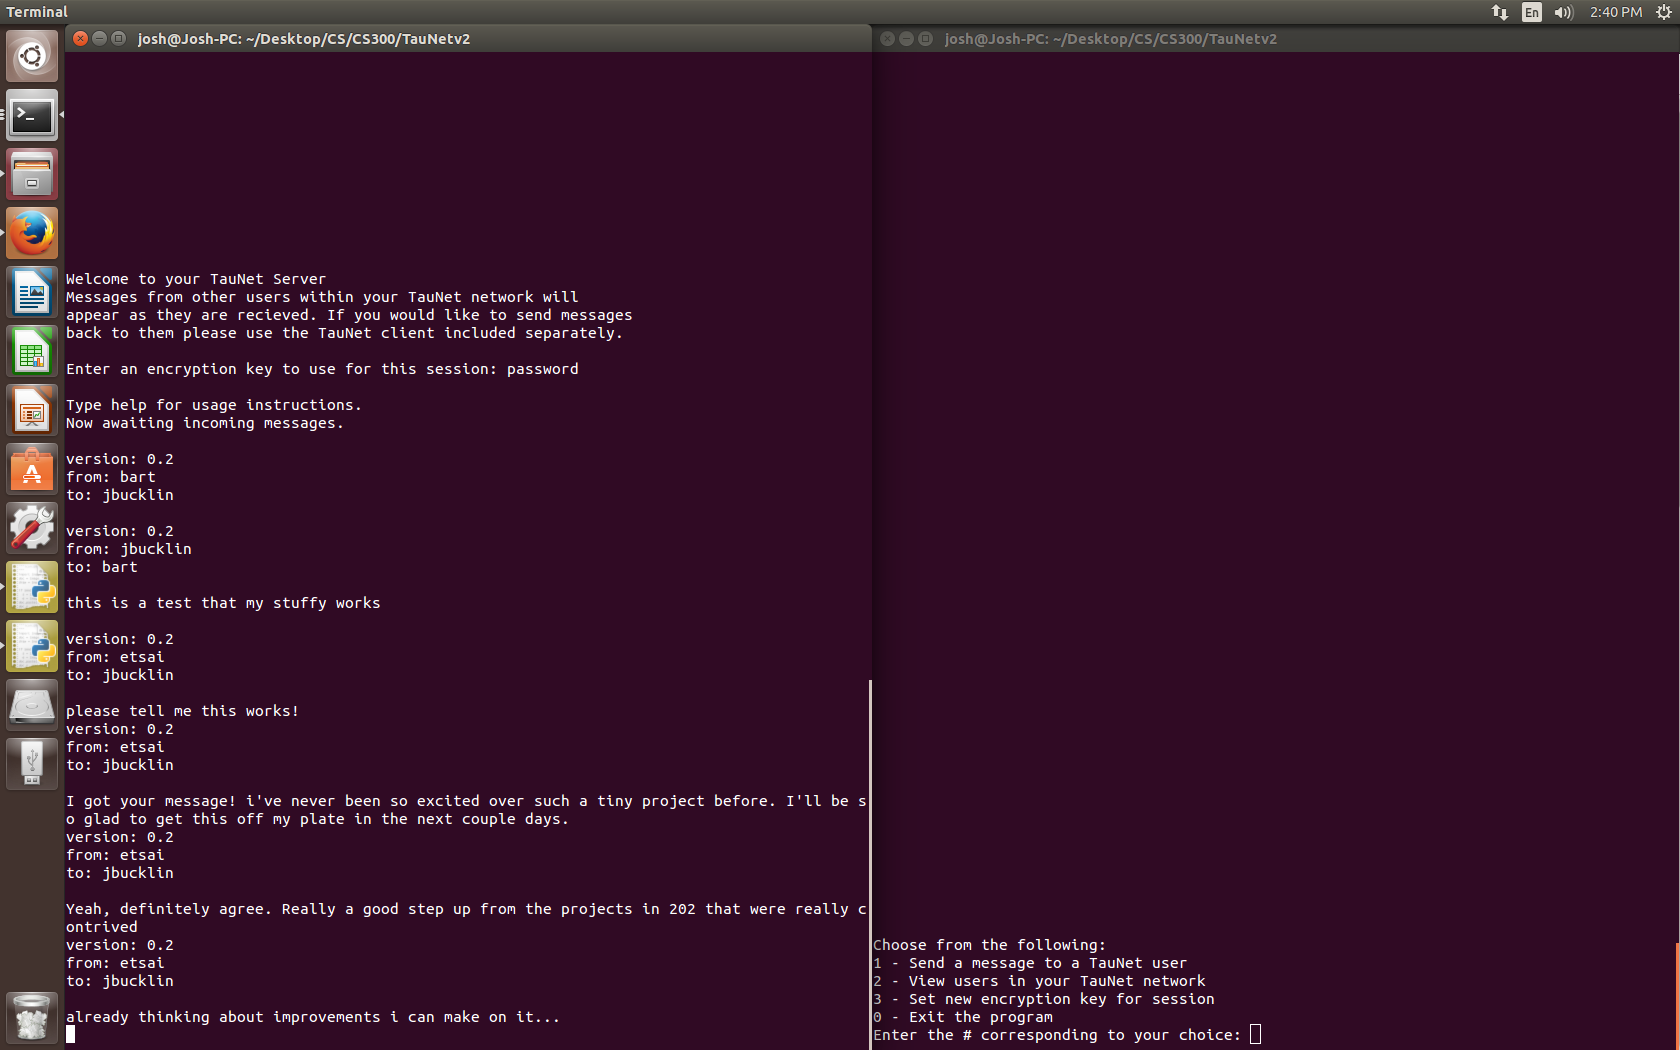 Terminal
En
2:40 PM
josh@Josh-PC: ~/Desktop/CS/CS300/TauNetv2
Welcome to your TauNet Server
Messages from other users within your TauNet network will
appear as they are recieved. If you would like to send messages
back to them please use the TauNet client included separately.
Enter an encryption key to use for this session: password
Type help for usage instructions.
Now awaiting incoming messages.
version: 0.2
from: bart
to: jbucklin
version: 0.2
from: jbucklin
to: bart
this is a test that my stuffy works
version: 0.2
from: etsai
to: jbucklin
please tell me this works!
version: 0.2
from: etsai
to: jbucklin
I got your message! i've never been so excited over such a tiny project before. I'll be s
o glad to get this off my plate in the next couple days.
version: 0.2
from: etsai
to: jbucklin
Yeah, definitely agree. Really a good step up from the projects in 202 that were really c
ontrived
version: 0.2
from: etsai
to: jbucklin
already thinking about improvements i can make on it...
josh@Josh-PC: ~/Desktop/CS/CS300/TauNetv2
Choose from the following:
1 - Send a message to a TauNet user
2 - View users in your TauNet network
3 - Set new encryption key for session
0 - Exit the program
Enter the # corresponding to your choice: